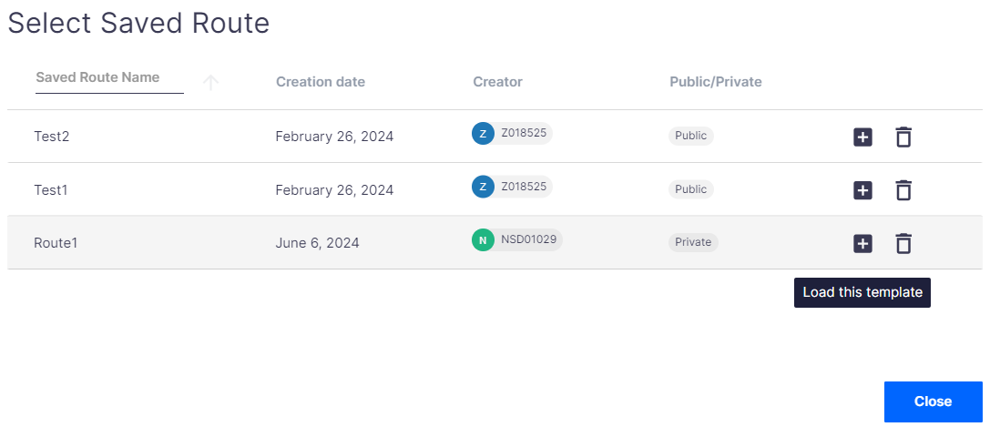 Select Saved Route
Saved Route Name Creation date Creator Public/Private
Test2 February 26, 2024 Z Z018525 Public
Test1 February 26, 2024 Z Z018525 Public
Route1 June 6, 2024 N NSD01029 Private
Load this template
Close